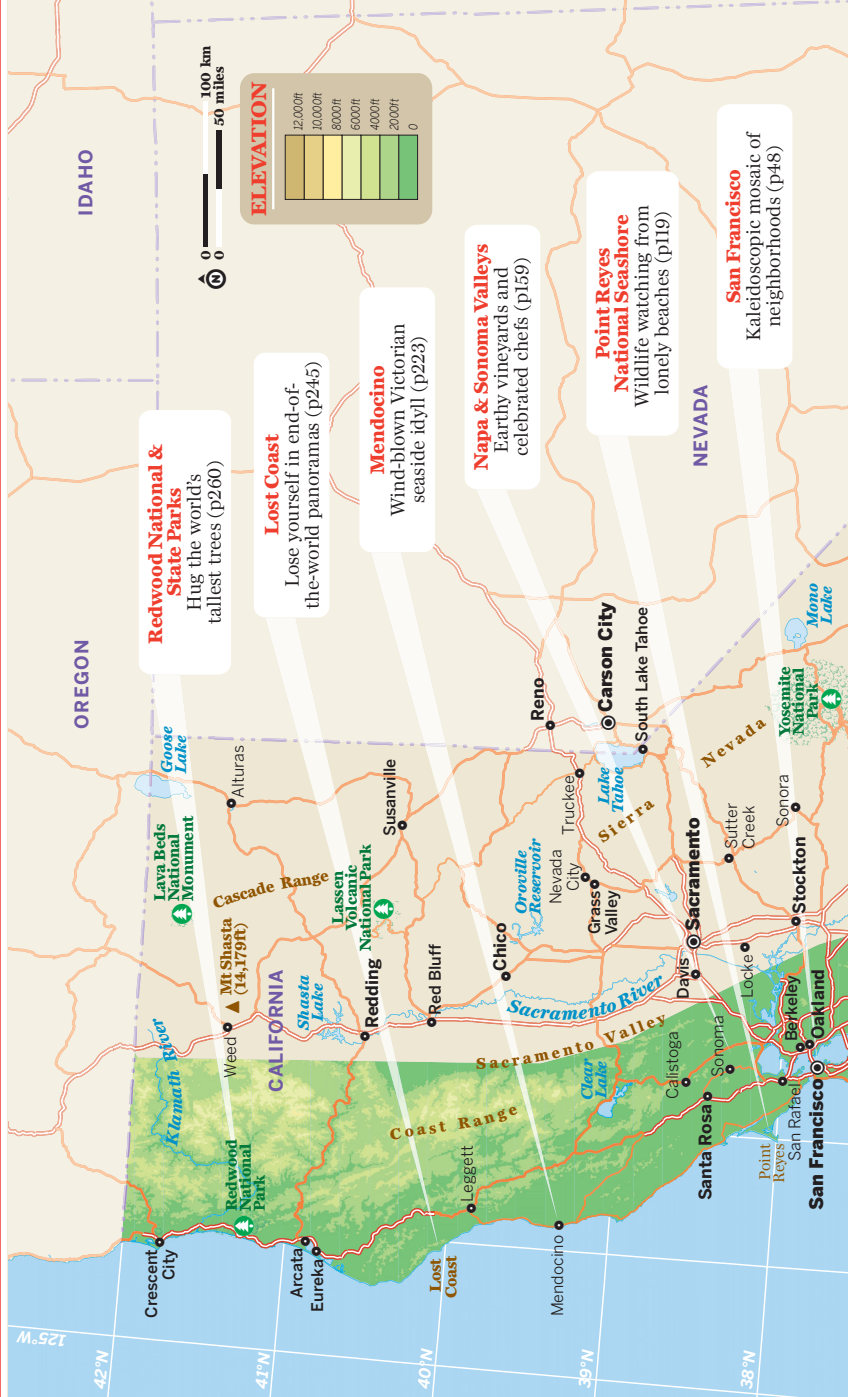 OREGON
IDAHO
0
100 km
0
50 miles
N
ELEVATION
12,000ft
10,000ft
8000ft
6000ft
4000ft
2000ft
0
Redwood National &
State Parks
Hug the world's
tallest trees (p260)
Lost Coast
Lose yourself in end-of-
the-world panoramas (p245)
Mendocino
Wind-blown Victorian
seaside idyll (p223)
Napa & Sonoma Valleys
Earthy vineyards and
celebrated chefs (p159)
Point Reyes
National Seashore
Wildlife watching from
lonely beaches (p119)
San Francisco
Kaleidoscopic mosaic of
neighborhoods (p48)
125°W
42°N
41°N
40°N
39°N
38°N
Crescent
City
Klamath River
Redwood
National
Park
Lava Beds
National
Monument
Goose
Lake
Weed
Mt Shasta
(14,179ft)
Alturas
Cascade Range
CALIFORNIA
Shasta
Lake
Arcata
Eureka
Redding
Lassen
Volcanic
National Park
Susanville
Lost
Coast
Coast Range
Red Bluff
Leggett
Sacramento Valley
Sacramento River
Chico
Oroville
Reservoir
Reno
Mendocino
Clear
Lake
Nevada
City
Grass
Valley
Truckee
Lake
Tahoe
Carson City
South Lake Tahoe
Sierra
Nevada
Calistoga
Santa Rosa
Sonoma
Davis
Sacramento
Sutter
Creek
NEVADA
Locke
Point
Reyes
San Rafael
Berkeley
Oakland
San Francisco
Stockton
Sonora
Yosemite
National
Park
Mono
Lake